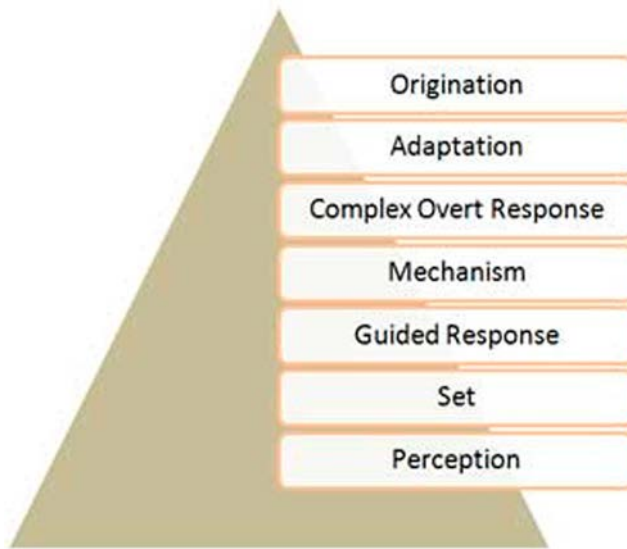 Origination
Adaptation
Complex Overt Response
Mechanism
Guided Response
Set
Perception